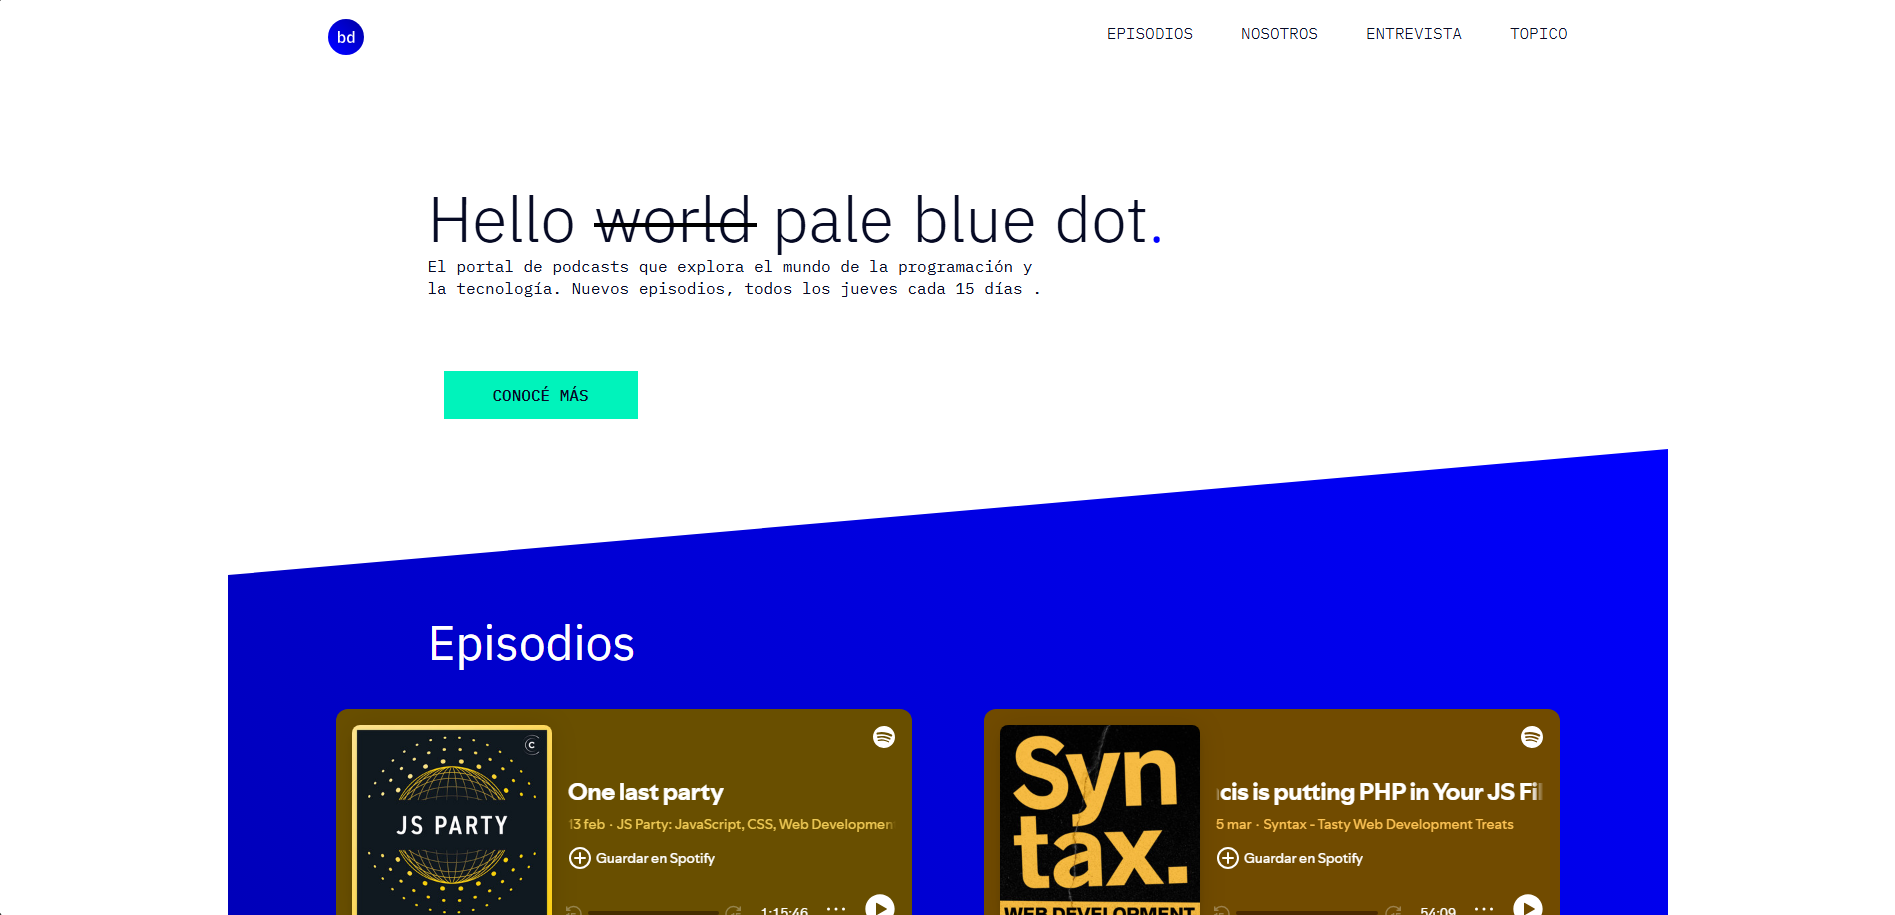 bd
EPISODIOS
NOSOTROS
ENTREVISTA
TOPICO
Hello world pale blue dot.
El portal de podcasts que explora el mundo de la programación y
la tecnología. Nuevos episodios, todos los jueves cada 15 días .
CONOCÉ MÁS
Episodios
C
JS PARTY
One last party
13 feb · JS Party: JavaScript, CSS, Web Developmen
Guardar en Spotify
1:15:46
Syn
tax.
WEB DEVELOPMENT
cis is putting PHP in Your JS Fil
5 mar · Syntax - Tasty Web Development Treats
Guardar en Spotify
54:09